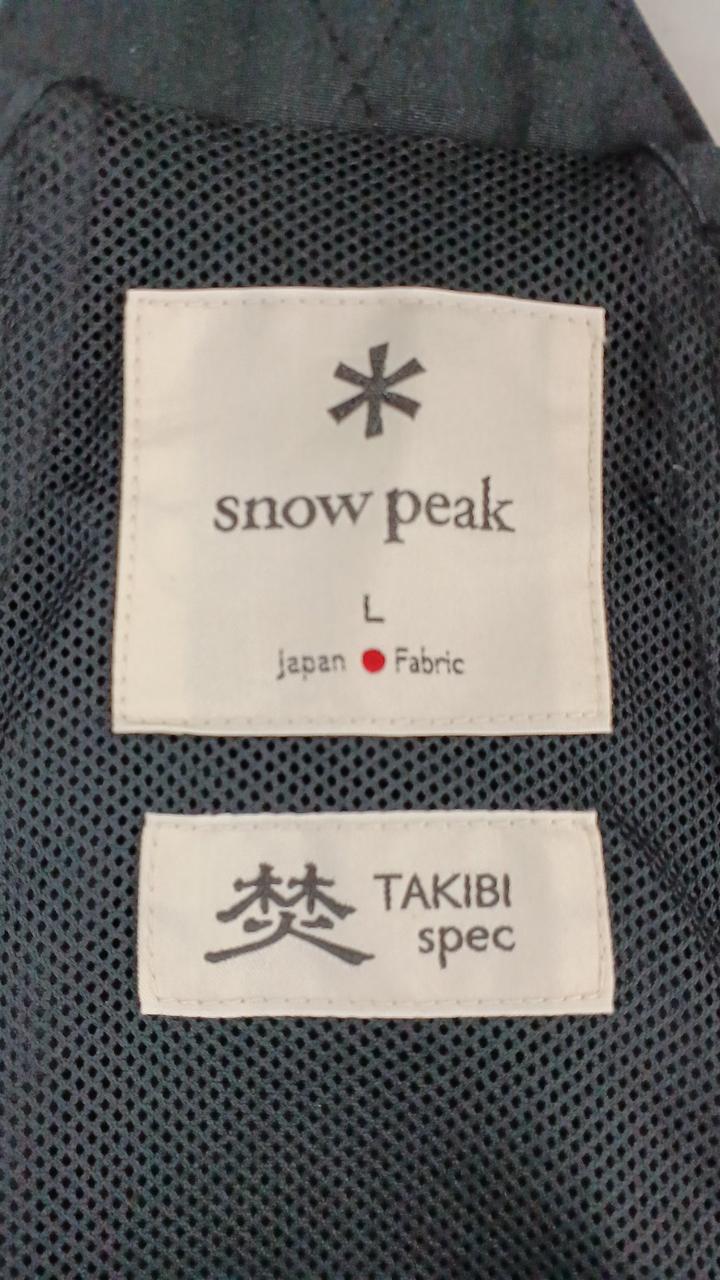 snow peak
L
Japan Fabric
焚 TAKIBI
spec